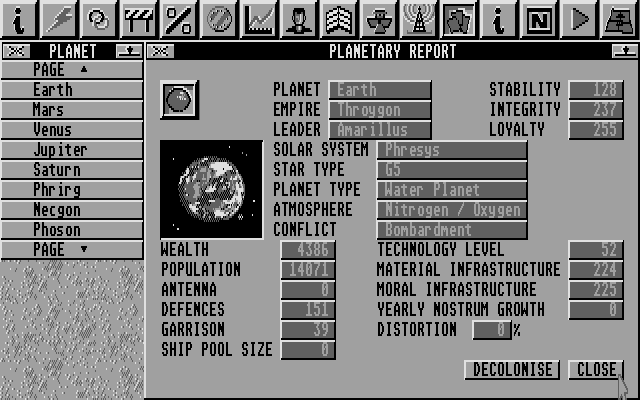 PLANET
PLANETARY REPORT
PAGE
Earth
Mars
Venus
Jupiter
Saturn
Phrirg
Necgon
Phoson
PAGE
PLANET Earth STABILITY 128
EMPIRE Throygon INTEGRITY 237
LEADER Amarillus LOYALTY 255
SOLAR SYSTEM Phresys
STAR TYPE G5
PLANET TYPE Water Planet
ATMOSPHERE Nitrogen / Oxygen
CONFLICT Bombardment
WEALTH 4386 TECHNOLOGY LEVEL 52
POPULATION 14071 MATERIAL INFRASTRUCTURE 224
ANTENNA 0 MORAL INFRASTRUCTURE 225
DEFENCES 151 YEARLY NOSTRUM GROWTH 0
GARRISON 39 DISTORTION 0 %
SHIP POOL SIZE 0
DECOLONISE CLOSE